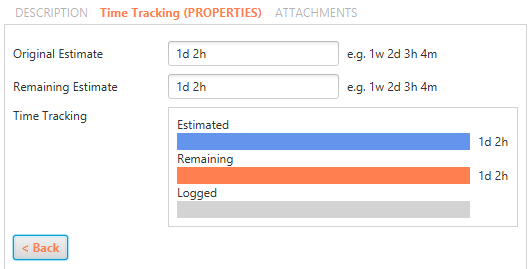 DESCRIPTION Time Tracking (PROPERTIES) ATTACHMENTS
Original Estimate 1d 2h e.g. 1w 2d 3h 4m
Remaining Estimate 1d 2h e.g. 1w 2d 3h 4m
Time Tracking
Estimated
1d 2h
Remaining
1d 2h
Logged
< Back